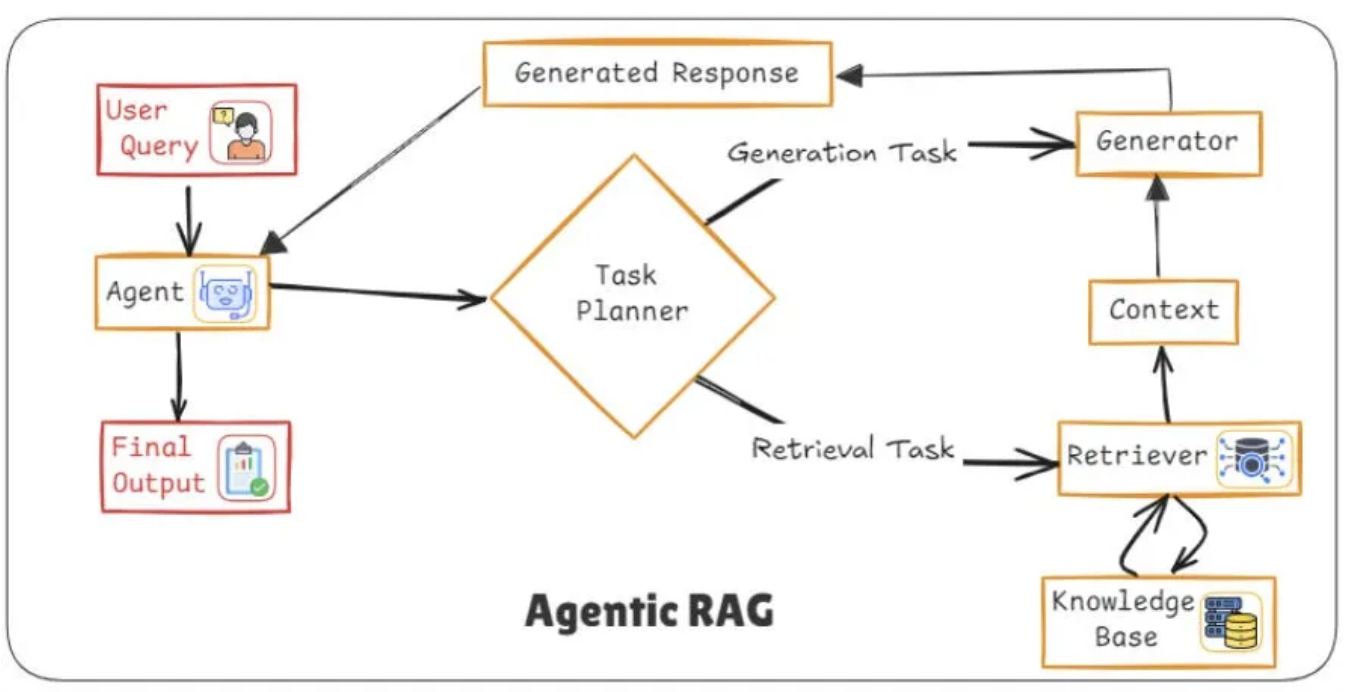 Generated Response
User
Query
Generation Task
Generator
Agent
Task
Planner
Context
Final
Output
Retrieval Task
Retriever
Knowledge
Base
Agentic RAG
?